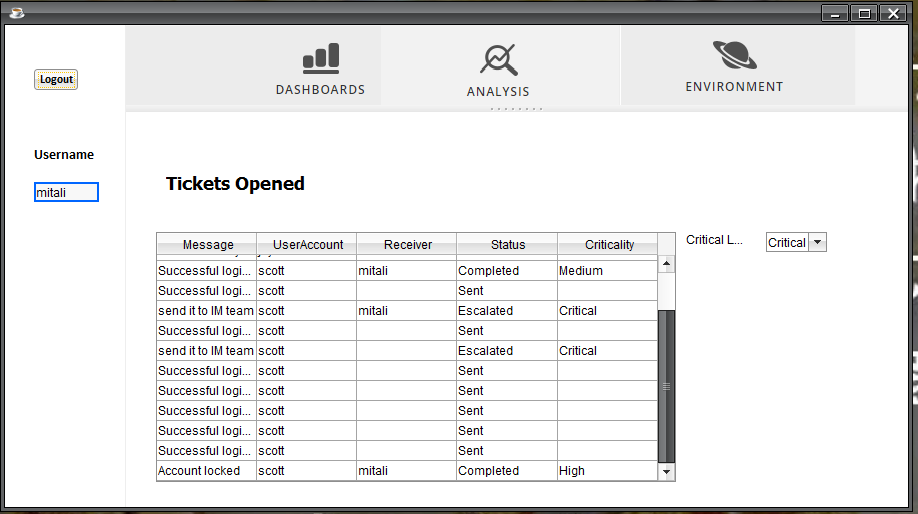 DASHBOARDS
ANALYSIS
ENVIRONMENT
Logout
Username
mitali
Tickets Opened
Critical L...
Critical
Message UserAccount Receiver Status Criticality
Successful logi... scott mitali Completed Medium
Successful logi... scott Sent
send it to IM team scott mitali Escalated Critical
Successful logi... scott Sent
send it to IM team scott Escalated Critical
Successful logi... scott Sent
Successful logi... scott Sent
Successful logi... scott Sent
Successful logi... scott Sent
Successful logi... scott Sent
Account locked scott mitali Completed High